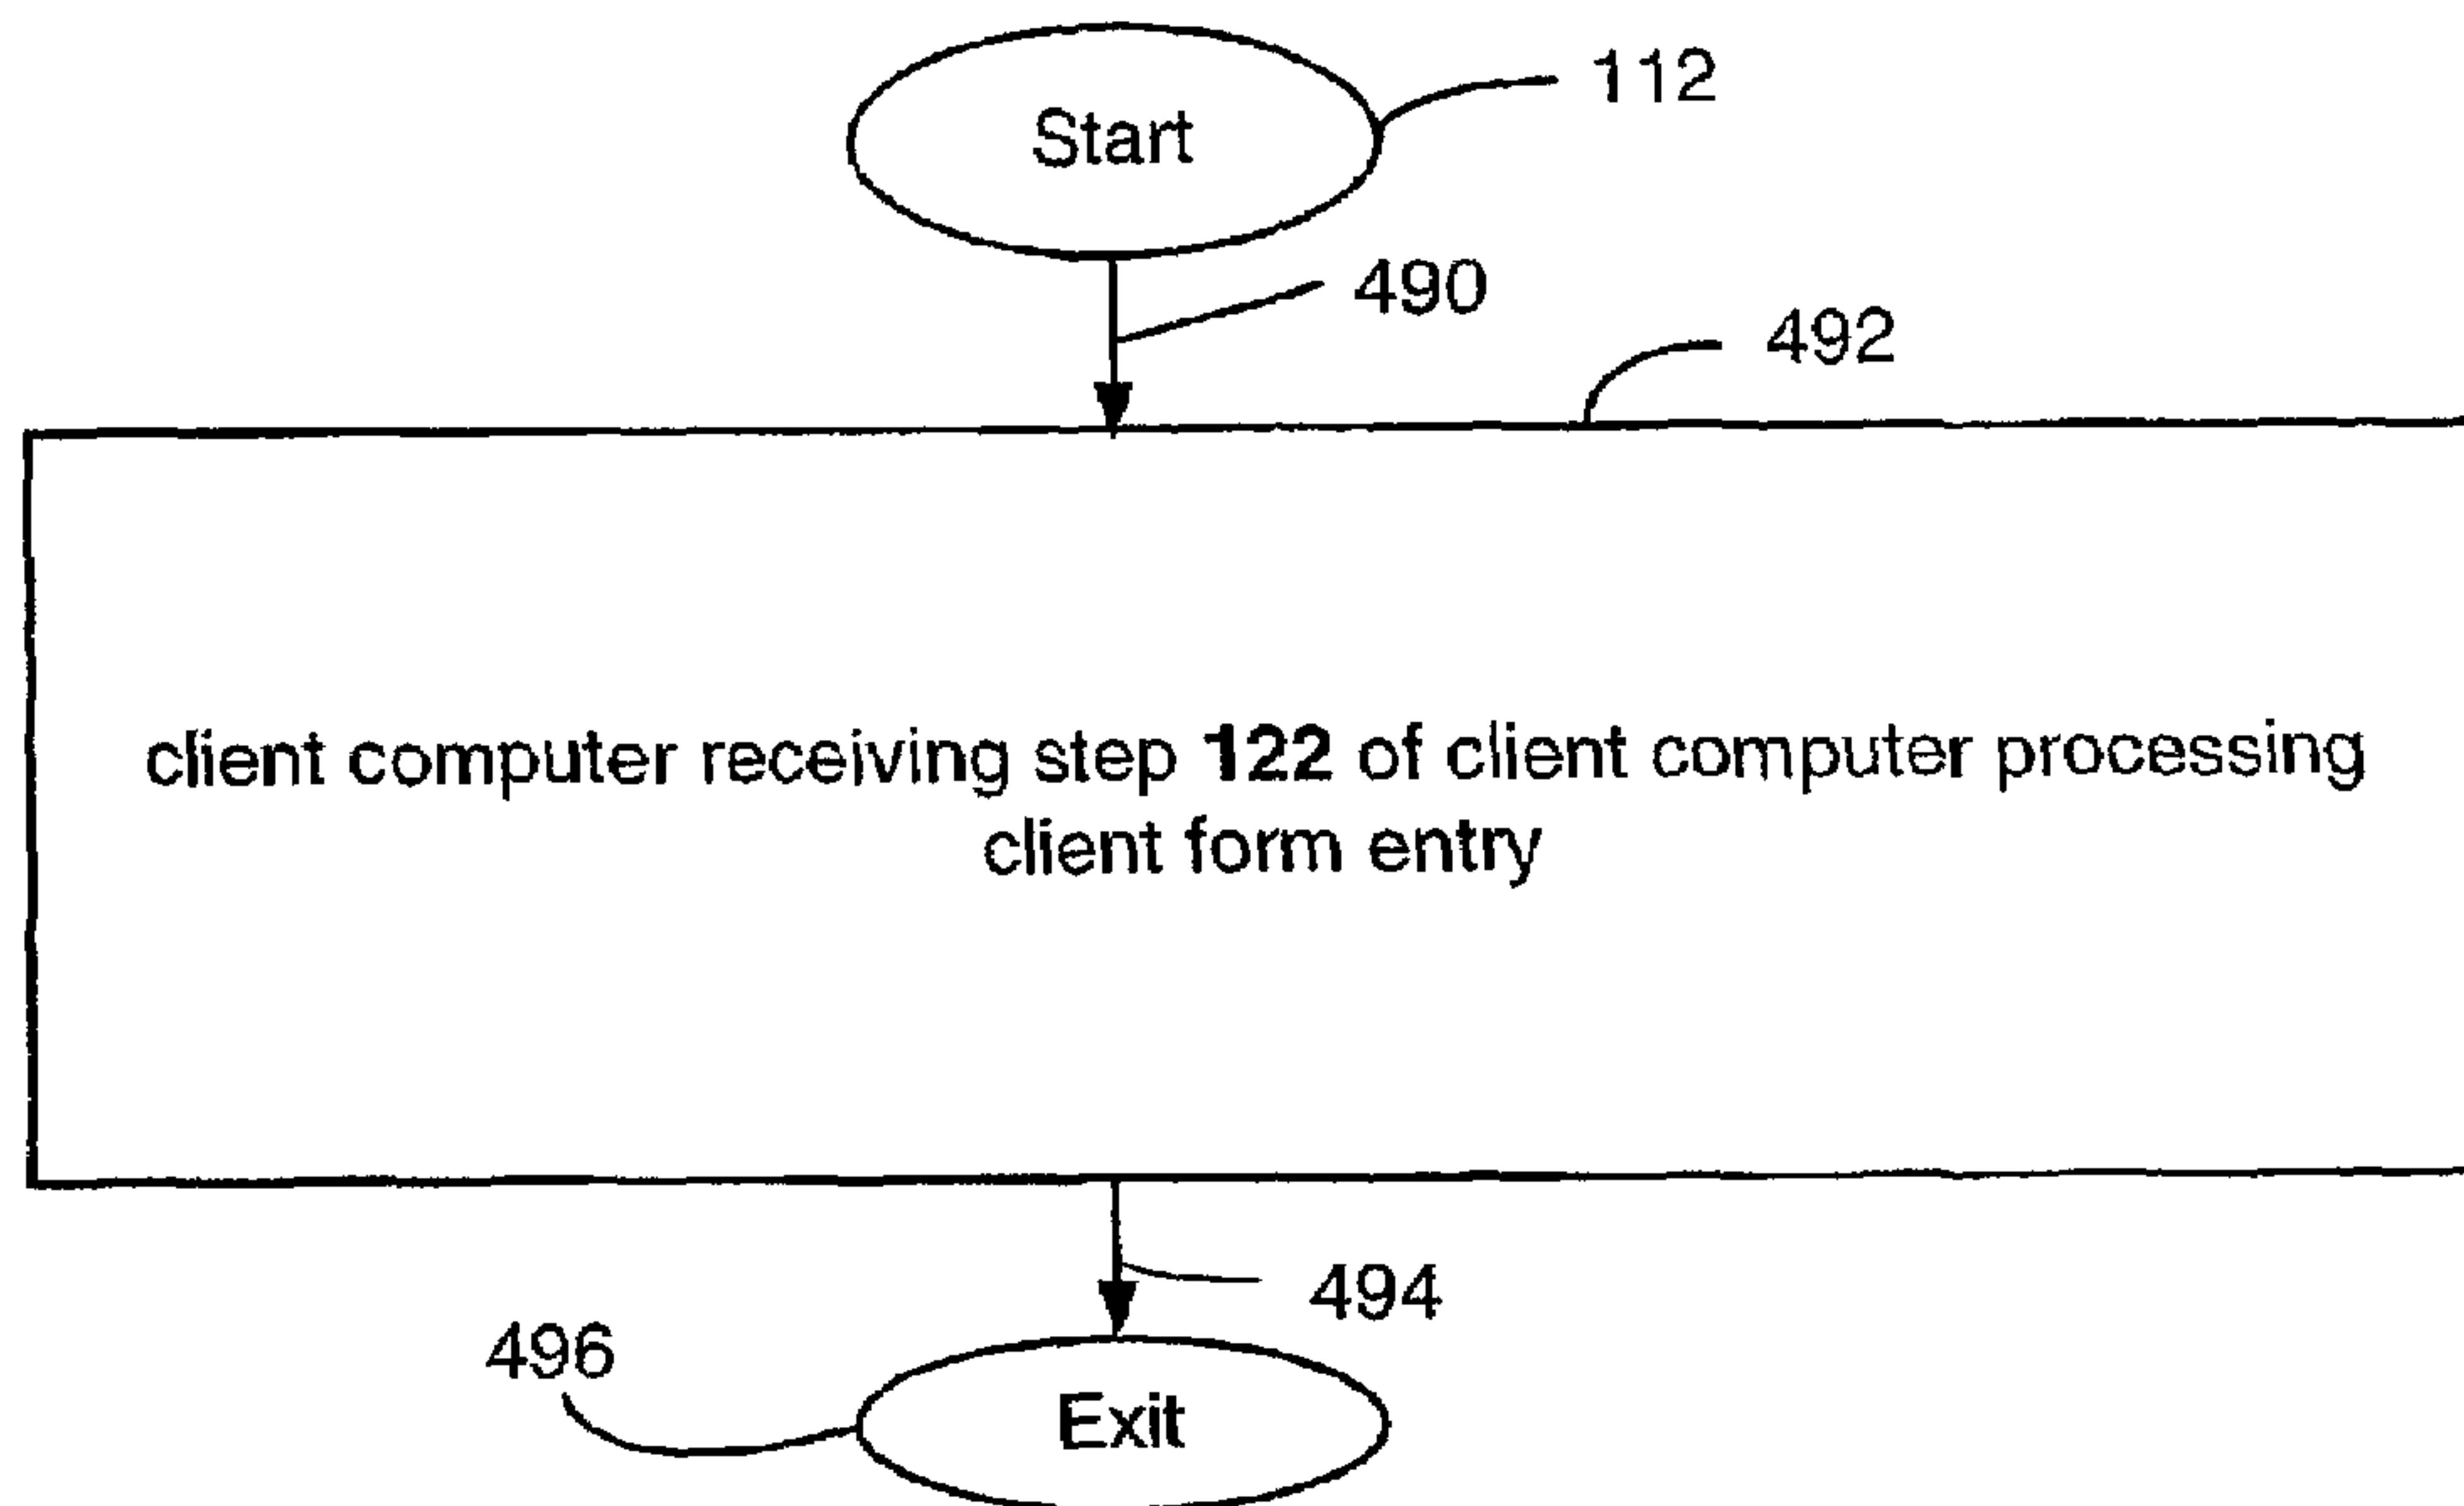 Start
112
490
492
client computer receiving step 122 of client computer processing
client form entry
494
496
Exit